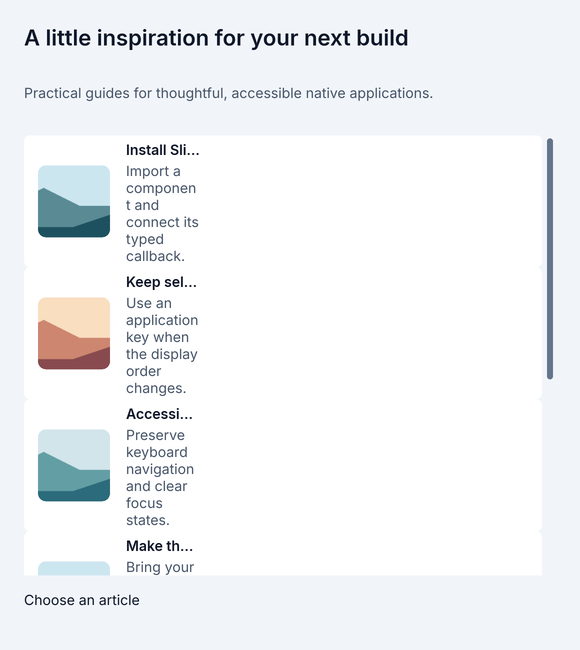 A little inspiration for your next build
Practical guides for thoughtful, accessible native applications.
Install Sli...
Import a
componen
t and
connect its
typed
callback.
Keep sel...
Use an
application
key when
the display
order
changes.
Accessi...
Preserve
keyboard
navigation
and clear
focus
states.
Make th...
Bring your
Choose an article